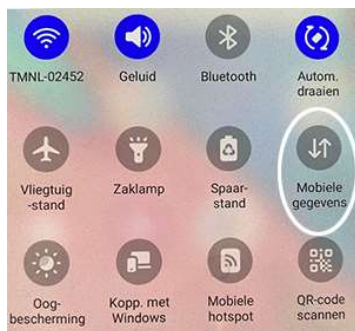 TMNL-02452 Geluid Bluetooth Autom.
draaien
Vliegtuig Zaklamp Spaar- Mobiele
-stand stand gegevens
Oog- Kopp. met Mobiele QR-code
bescherming Windows hotspot scannen